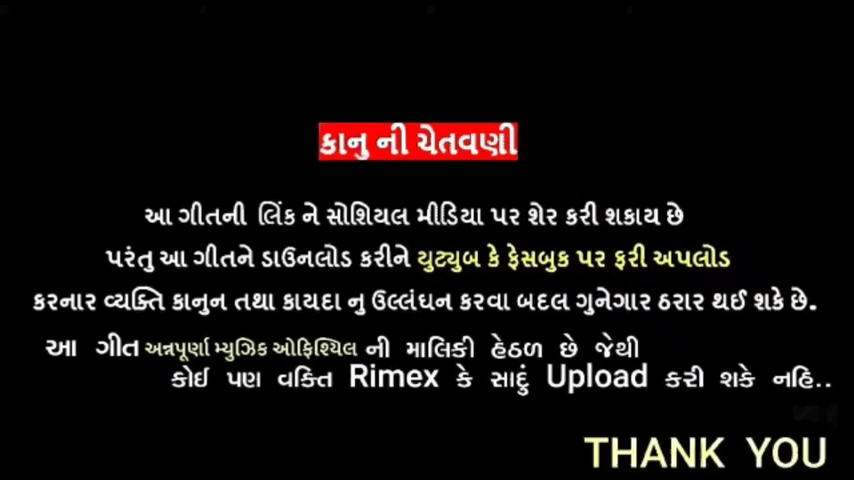 કાનુ ની ચેતવણી
આ ગીતની લિંક ને સોશિયલ મીડિયા પર શેર કરી શકાય છે
પરંતુ આ ગીતને ડાઉનલોડ કરીને યુટ્યુબ કે ફેસબુક પર ફરી અપલોડ
કરનાર વ્યક્તિ કાનુન તથા કાયદા નુ ઉલ્લંઘન કરવા બદલ ગુનેગાર ઠરાર થઈ શકે છે.
આ ગીત અન્નપૂર્ણા મ્યુઝિક ઓફિશ્યિલ ની માલિકી હેઠળ છે જેથી
કોઈ પણ વક્તિ Rimex કે સાદું Upload કરી શકે નહિ..
THANK YOU